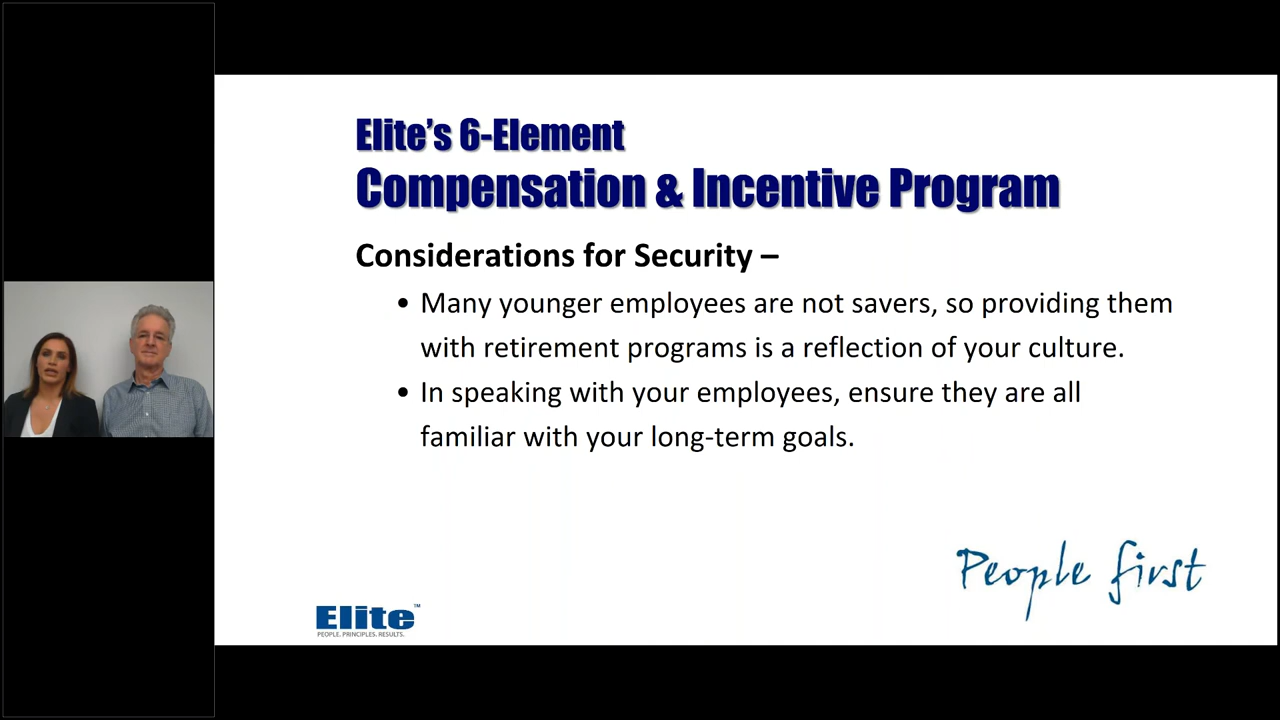 Elite's 6-Element
Compensation & Incentive Program
Considerations for Security –
• Many younger employees are not savers, so providing them
with retirement programs is a reflection of your culture.
• In speaking with your employees, ensure they are all
familiar with your long-term goals.
People first
Elite™
PEOPLE. PRINCIPLES. RESULTS.